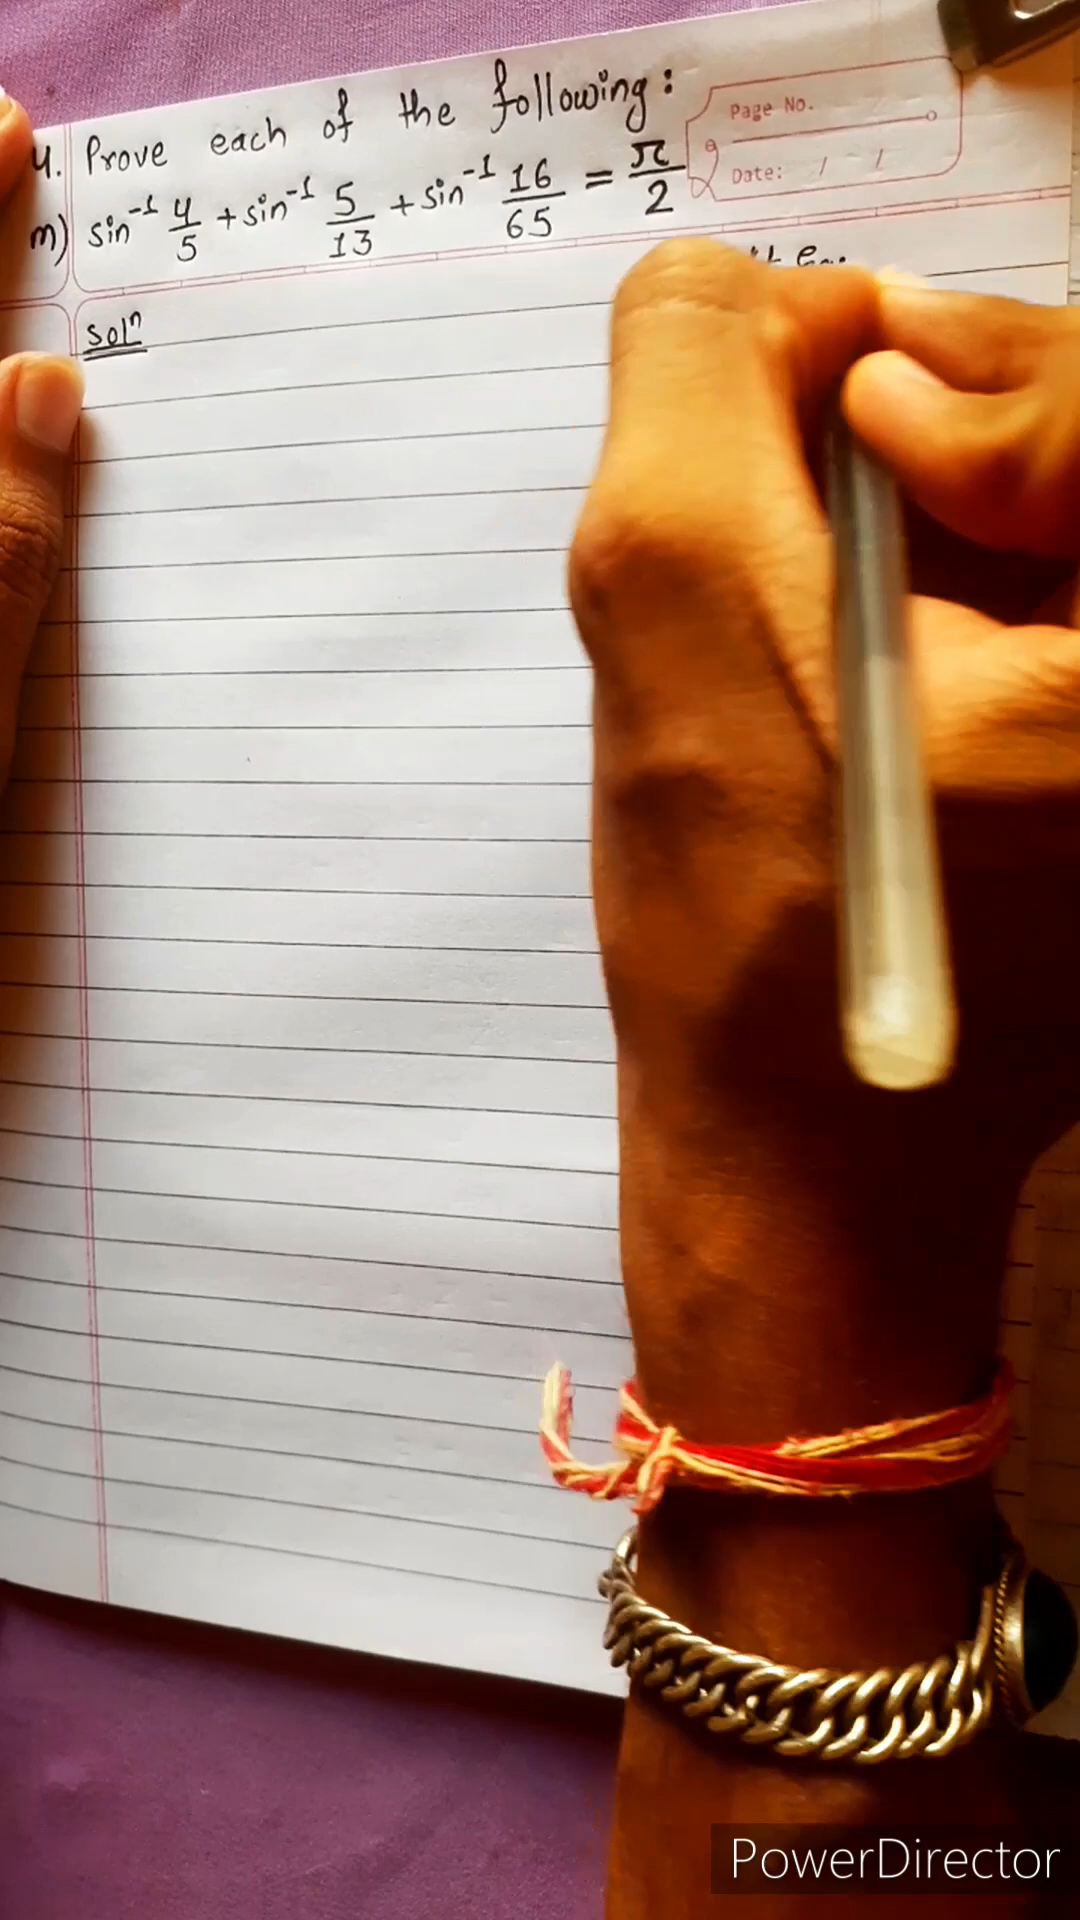 4. Prove each of the following:
m) sin⁻¹ 4/5 + sin⁻¹ 5/13 + sin⁻¹ 16/65 = π/2
Page No.
Date: / /
Solⁿ
PowerDirector